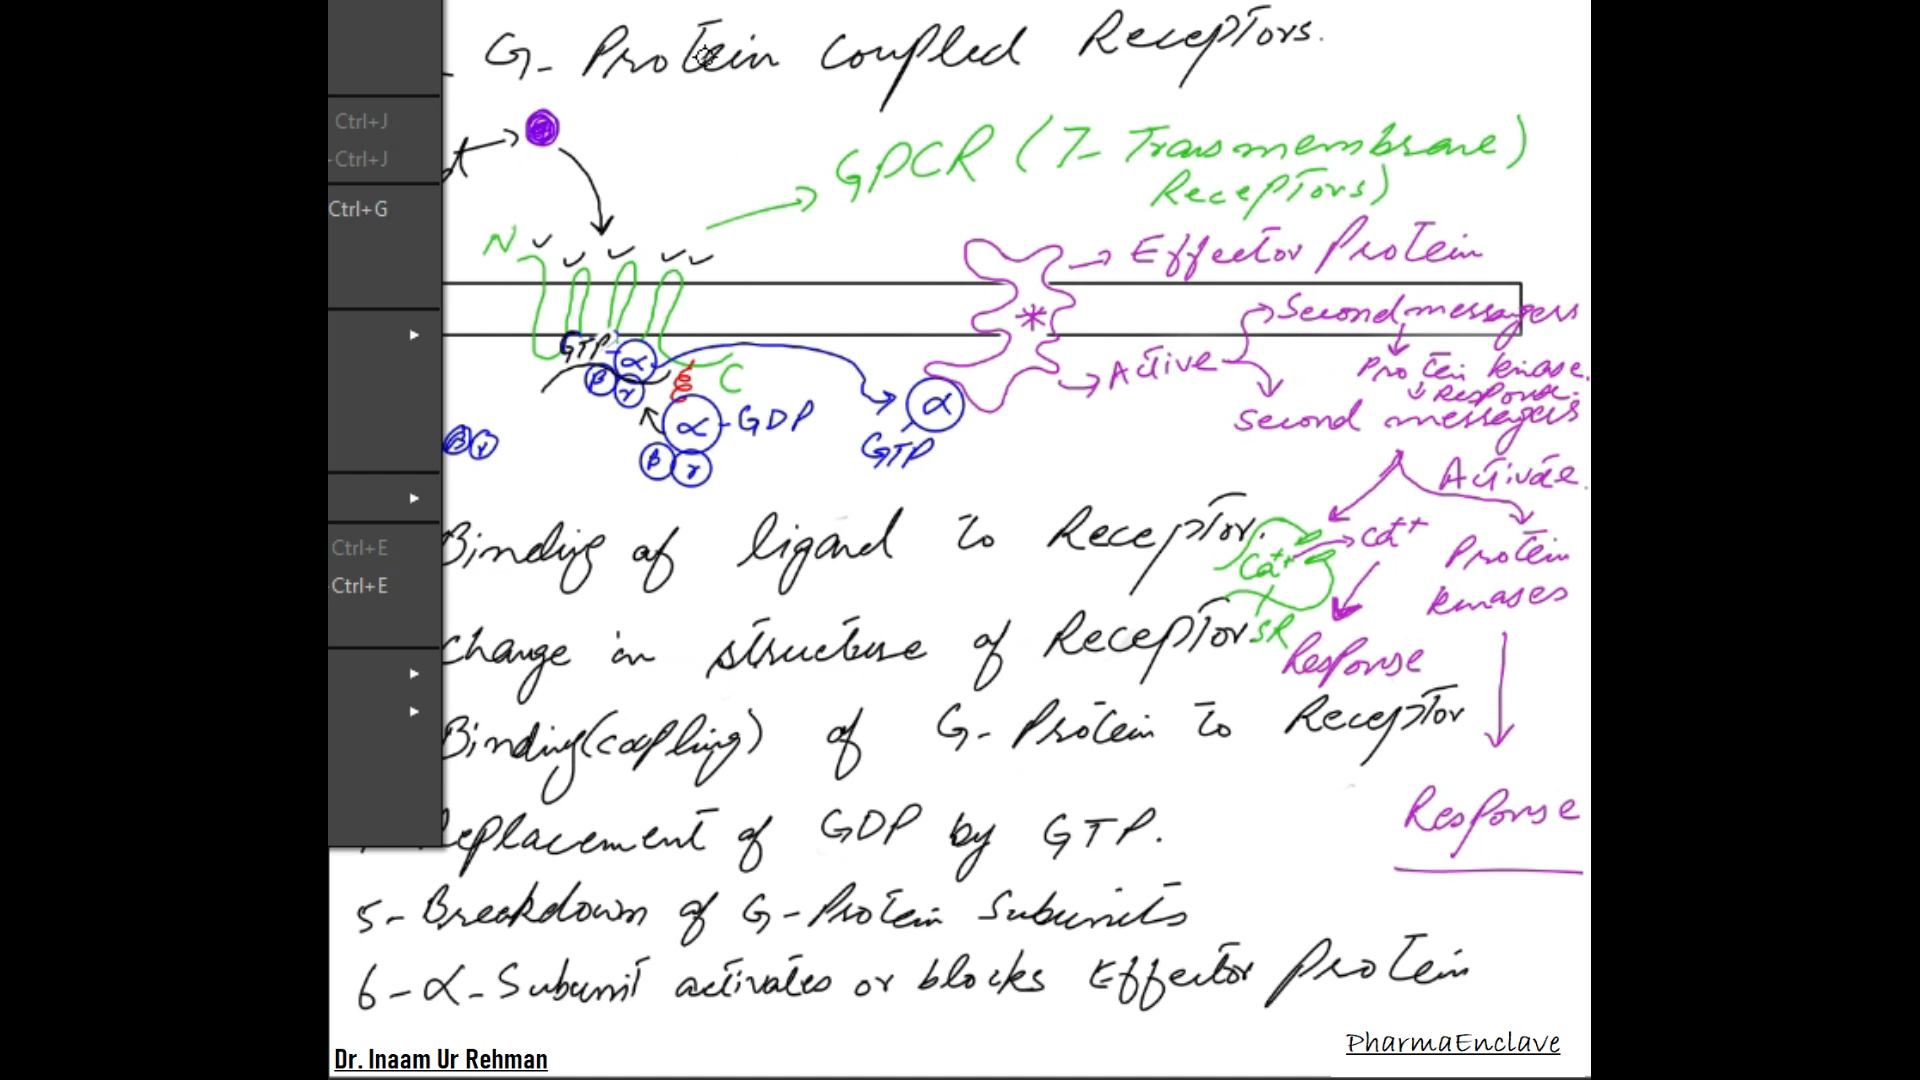 G- Protein Coupled Receptors.
Ctrl+J
Ctrl+J
Ctrl+G
GPCR (7- Transmembrane
Receptors)
N
Effector Protein
Second messengers
GTP
α
β
γ
C
Active
Protein kinase.
Response.
α
GDP
β
γ
α
GTP
Second messengers
β γ
Activate.
Binding of ligand to Receptor.
Ca++
Ca++
Protein
kinases
Ctrl+E
Ctrl+E
change in structure of Receptor
SR
Response
Binding(coupling) of G- Protein to Receptor
Response
Replacement of GDP by GTP.
5- Breakdown of G-Protein Subunits
6- α- Subunit activates or blocks Effector Protein
PharmaEnclave
Dr. Inaam Ur Rehman